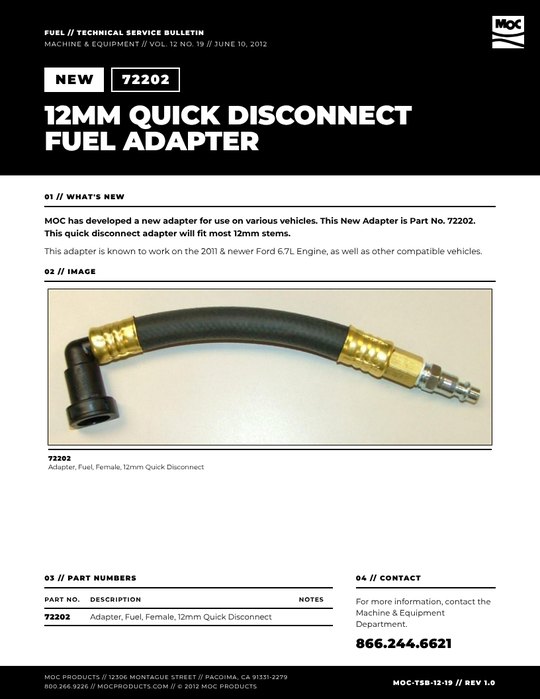 FUEL // TECHNICAL SERVICE BULLETIN
MACHINE & EQUIPMENT // VOL. 12 NO. 19 // JUNE 10, 2012
MOC
NEW 72202
12MM QUICK DISCONNECT
FUEL ADAPTER
01 // WHAT'S NEW
MOC has developed a new adapter for use on various vehicles. This New Adapter is Part No. 72202.
This quick disconnect adapter will fit most 12mm stems.
This adapter is known to work on the 2011 & newer Ford 6.7L Engine, as well as other compatible vehicles.
02 // IMAGE
72202
Adapter, Fuel, Female, 12mm Quick Disconnect
03 // PART NUMBERS
PART NO. DESCRIPTION NOTES
72202 Adapter, Fuel, Female, 12mm Quick Disconnect
04 // CONTACT
For more information, contact the
Machine & Equipment
Department.
866.244.6621
MOC PRODUCTS // 12306 MONTAGUE STREET // PACOIMA, CA 91331-2279
800.266.9226 // MOCPRODUCTS.COM // © 2012 MOC PRODUCTS
MOC-TSB-12-19 // REV 1.0